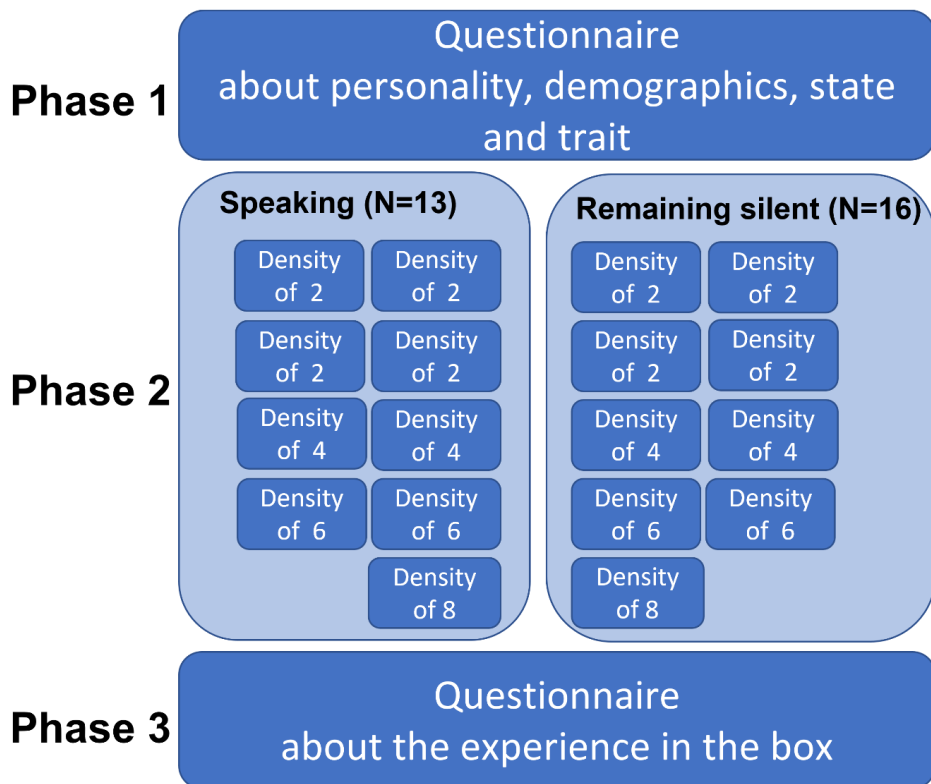 Phase 1
Questionnaire
about personality, demographics, state
and trait
Phase 2
Speaking (N=13)
Density
of 2
Density
of 2
Density
of 2
Density
of 2
Density
of 4
Density
of 4
Density
of 6
Density
of 6
Density
of 8
Remaining silent (N=16)
Density
of 2
Density
of 2
Density
of 2
Density
of 2
Density
of 4
Density
of 4
Density
of 6
Density
of 6
Density
of 8
Phase 3
Questionnaire
about the experience in the box